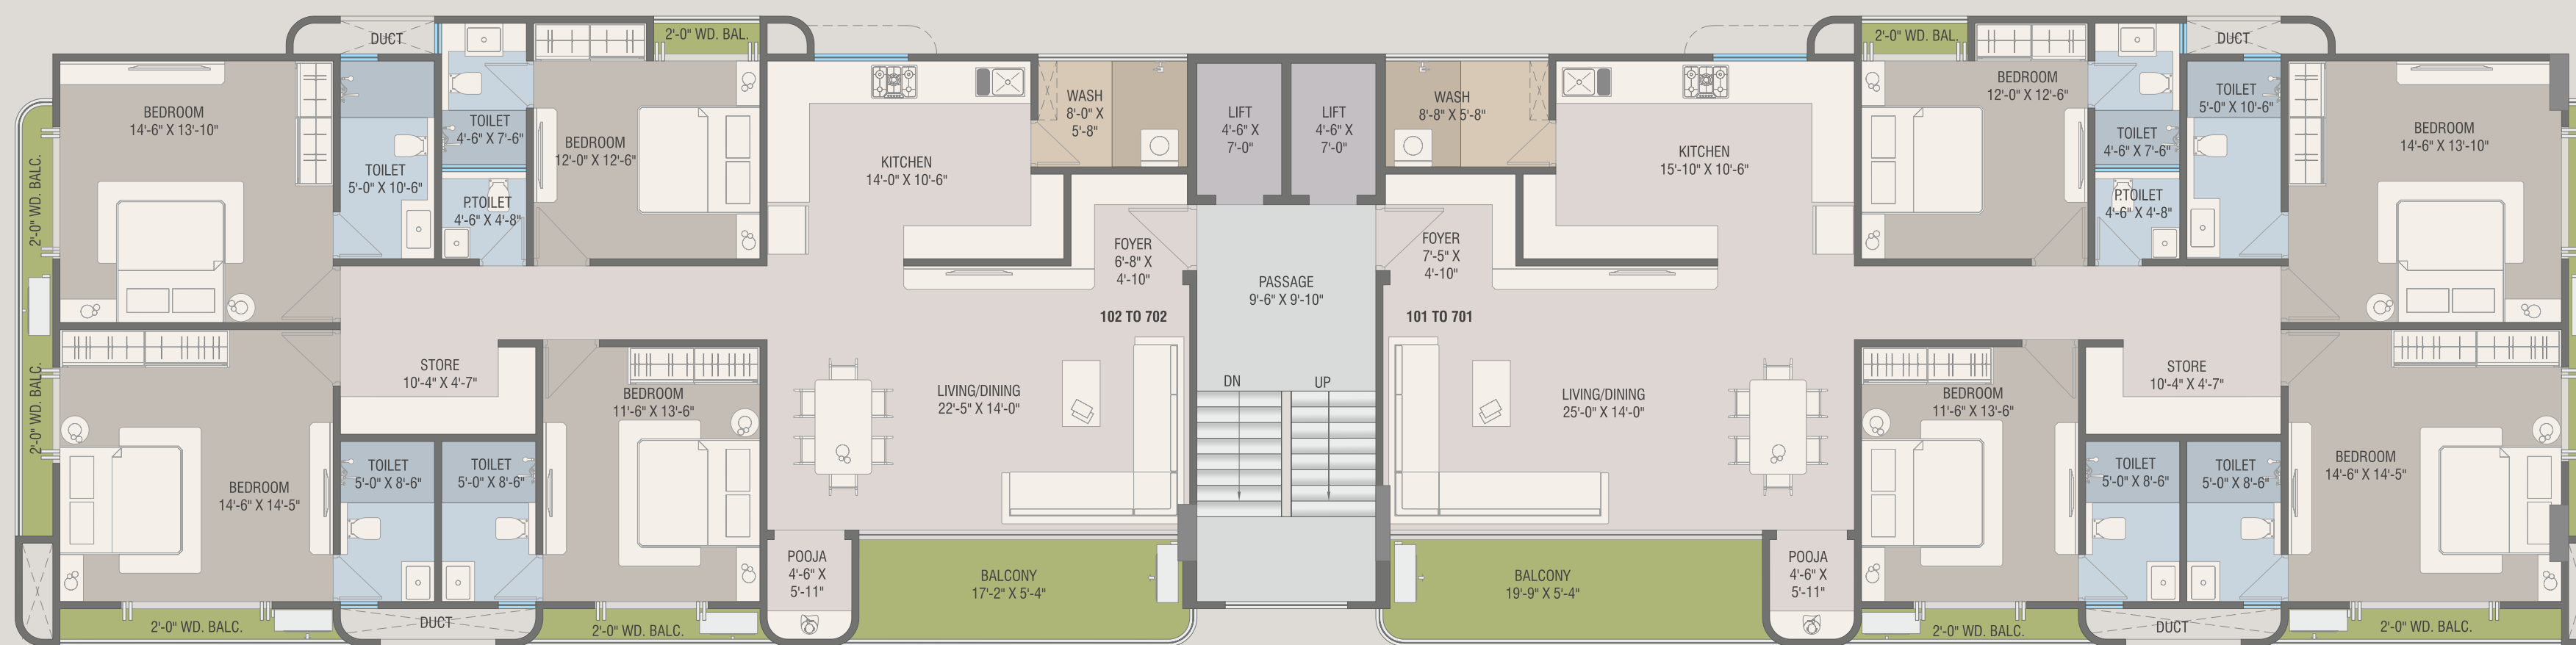 DUCT
2'-0" WD. BAL.
BEDROOM
14'-6" X 13'-10"
TOILET
4'-6" X 7'-6"
BEDROOM
12'-0" X 12'-6"
TOILET
5'-0" X 10'-6"
P.TOILET
4'-6" X 4'-8"
2'-0" WD. BALC.
KITCHEN
14'-0" X 10'-6"
WASH
8'-0" X
5'-8"
LIFT
4'-6" X
7'-0"
LIFT
4'-6" X
7'-0"
WASH
8'-8" X 5'-8"
KITCHEN
15'-10" X 10'-6"
2'-0" WD. BAL.
BEDROOM
12'-0" X 12'-6"
DUCT
TOILET
5'-0" X 10'-6"
TOILET
4'-6" X 7'-6"
P.TOILET
4'-6" X 4'-8"
BEDROOM
14'-6" X 13'-10"
FOYER
6'-8" X
4'-10"
102 TO 702
PASSAGE
9'-6" X 9'-10"
FOYER
7'-5" X
4'-10"
101 TO 701
2'-0" WD. BALC.
STORE
10'-4" X 4'-7"
BEDROOM
11'-6" X 13'-6"
LIVING/DINING
22'-5" X 14'-0"
DN
UP
LIVING/DINING
25'-0" X 14'-0"
BEDROOM
11'-6" X 13'-6"
STORE
10'-4" X 4'-7"
BEDROOM
14'-6" X 14'-5"
TOILET
5'-0" X 8'-6"
TOILET
5'-0" X 8'-6"
TOILET
5'-0" X 8'-6"
TOILET
5'-0" X 8'-6"
BEDROOM
14'-6" X 14'-5"
POOJA
4'-6" X
5'-11"
BALCONY
17'-2" X 5'-4"
BALCONY
19'-9" X 5'-4"
POOJA
4'-6" X
5'-11"
2'-0" WD. BALC.
DUCT
2'-0" WD. BALC.
2'-0" WD. BALC.
DUCT
2'-0" WD. BALC.